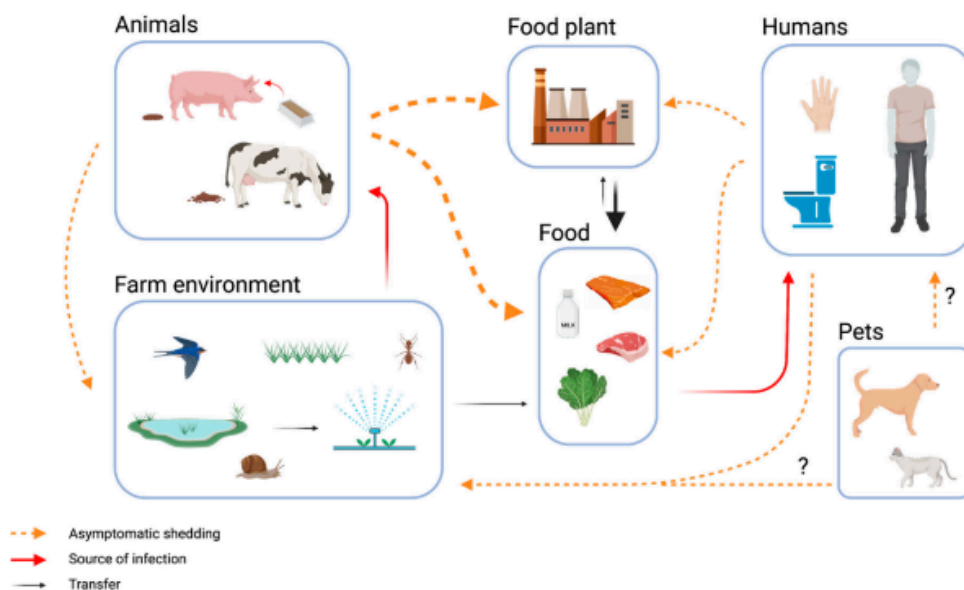 Animals
Food plant
Humans
Food
Farm environment
MILK
?
Pets
?
Asymptomatic shedding
Source of infection
Transfer